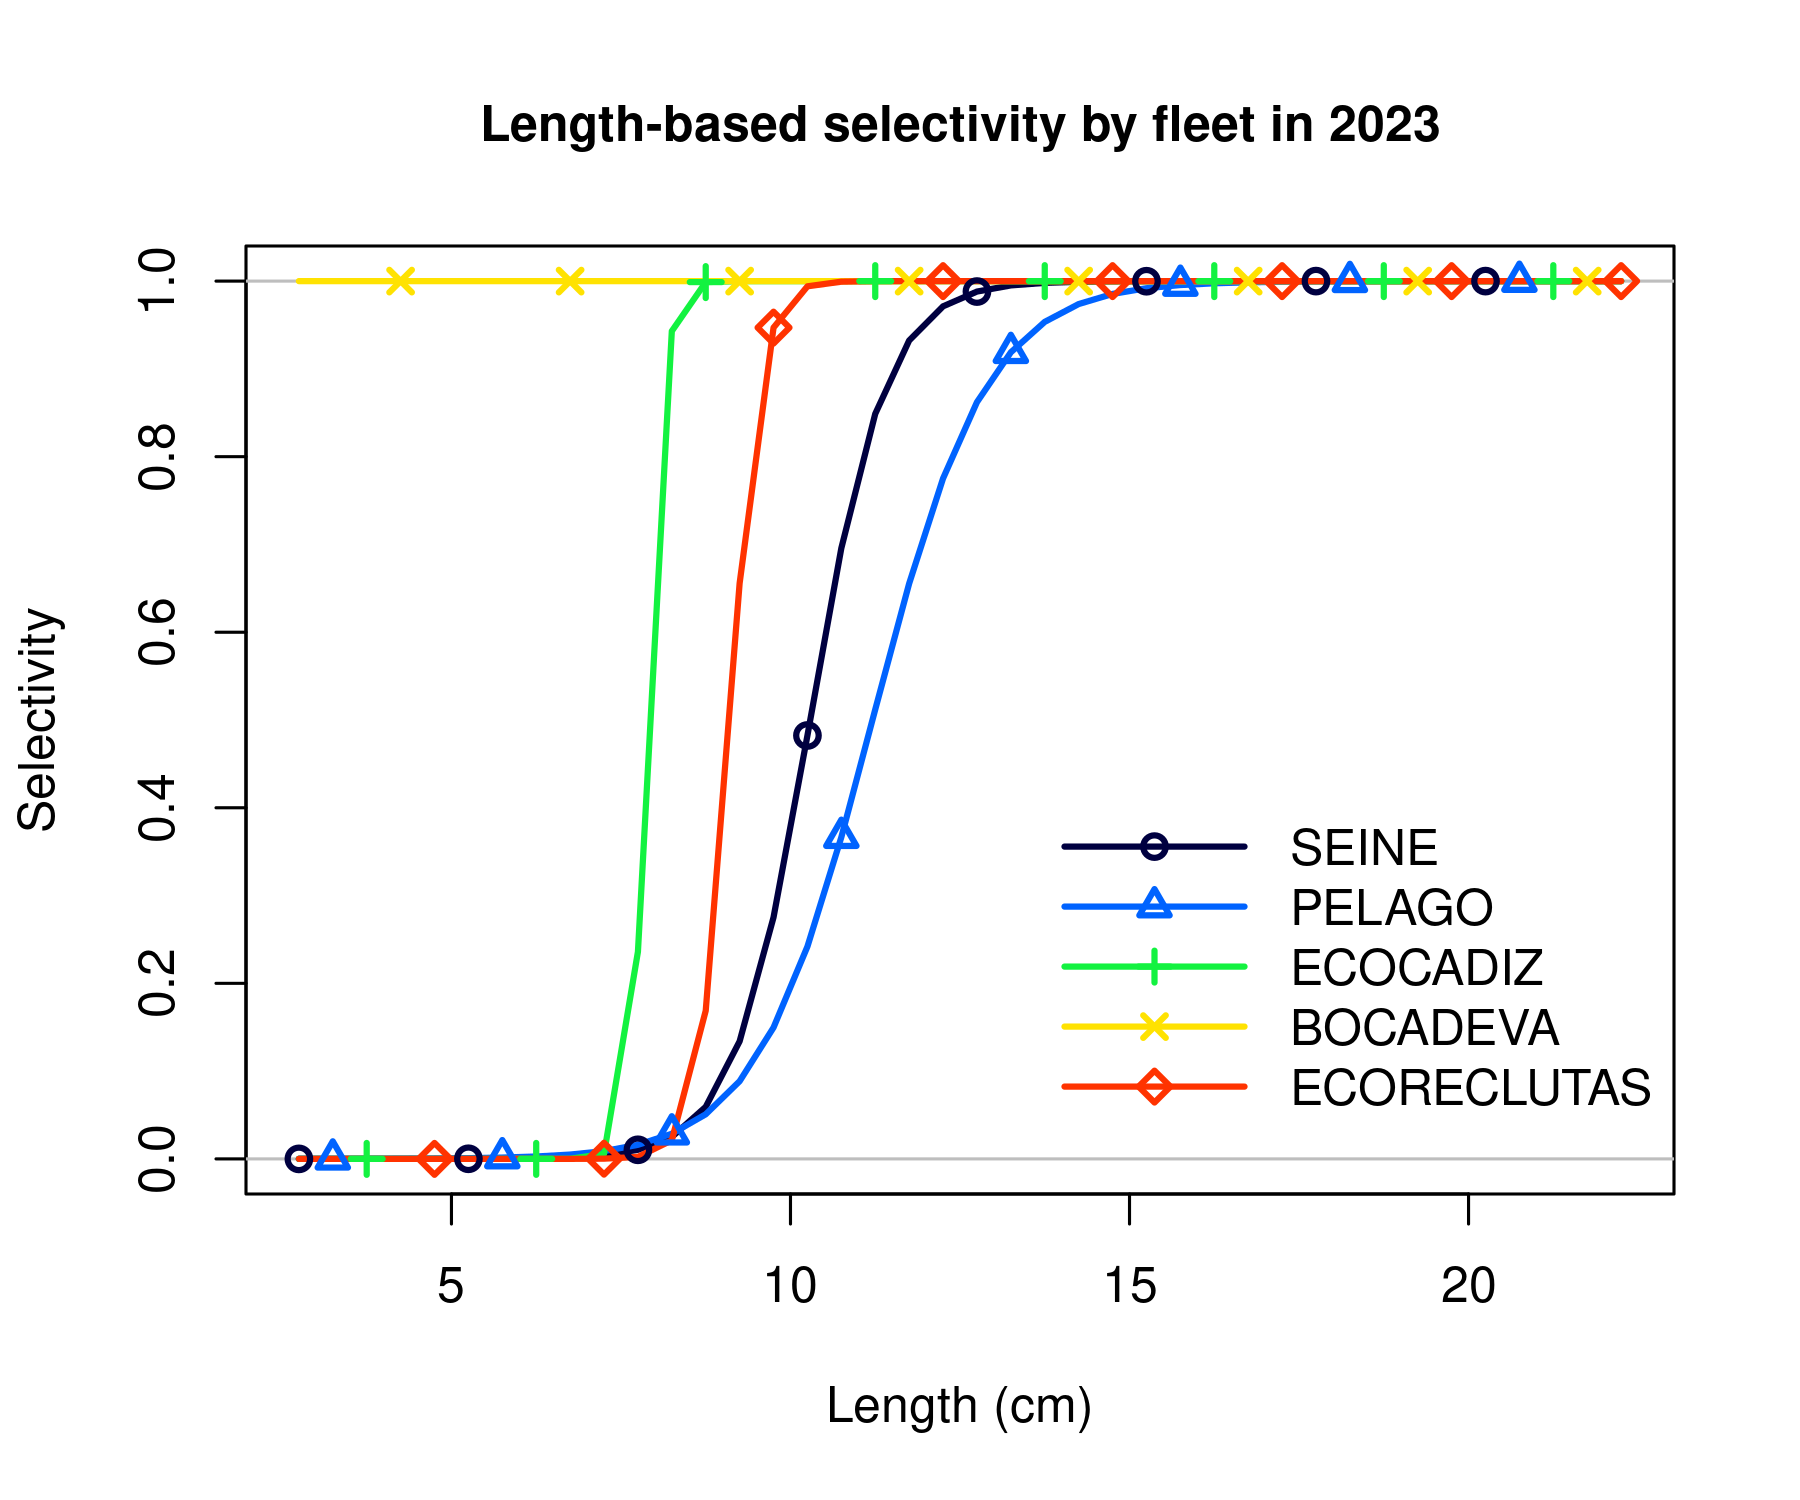 Length-based selectivity by fleet in 2023
Selectivity
1.0
0.8
0.6
0.4
0.2
0.0
SEINE
PELAGO
ECOCADIZ
BOCADEVA
ECORECLUTAS
5 10 15 20
Length (cm)